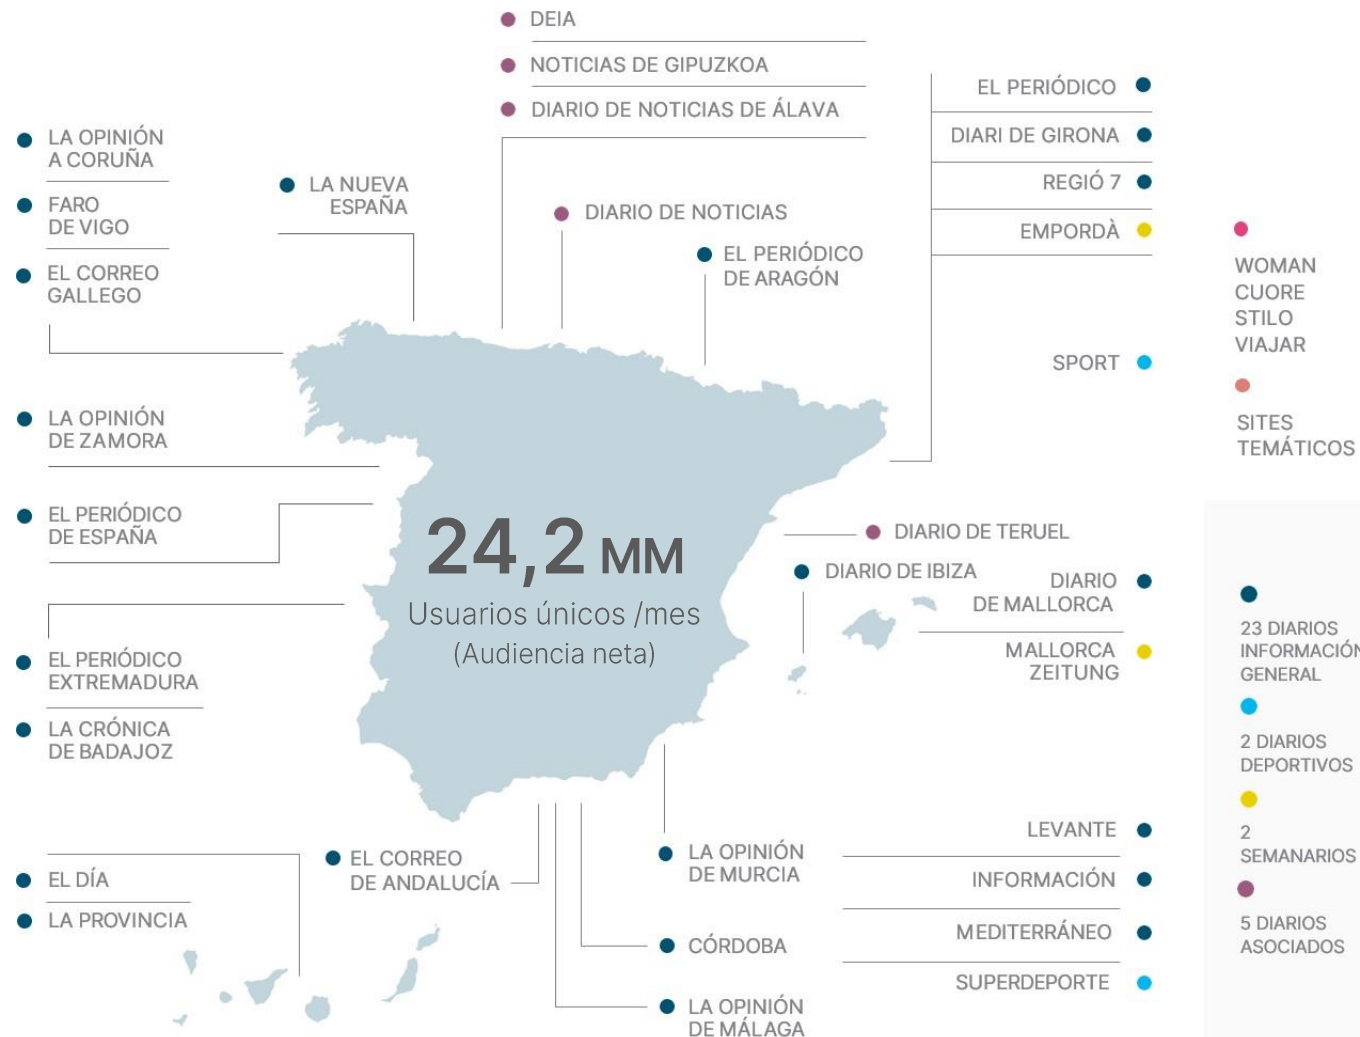 DEIA
NOTICIAS DE GIPUZKOA
DIARIO DE NOTICIAS DE ÁLAVA
LA OPINIÓN
A CORUÑA
FARO
DE VIGO
EL CORREO
GALLEGO
LA NUEVA
ESPAÑA
DIARIO DE NOTICIAS
EL PERIÓDICO
DE ARAGÓN
EL PERIÓDICO
DIARI DE GIRONA
REGIÓ 7
EMPORDÀ
SPORT
WOMAN
CUORE
STILO
VIAJAR
SITES
TEMÁTICOS
LA OPINIÓN
DE ZAMORA
EL PERIÓDICO
DE ESPAÑA
EL PERIÓDICO
EXTREMADURA
LA CRÓNICA
DE BADAJOZ
24,2 MM
Usuarios únicos /mes
(Audiencia neta)
DIARIO DE TERUEL
DIARIO DE IBIZA
DIARIO
DE MALLORCA
MALLORCA
ZEITUNG
EL DÍA
LA PROVINCIA
EL CORREO
DE ANDALUCÍA
LA OPINIÓN
DE MURCIA
CÓRDOBA
LA OPINIÓN
DE MÁLAGA
LEVANTE
INFORMACIÓN
MEDITERRÁNEO
SUPERDEPORTE
23 DIARIOS
INFORMACIÓN
GENERAL
2 DIARIOS
DEPORTIVOS
2
SEMANARIOS
5 DIARIOS
ASOCIADOS